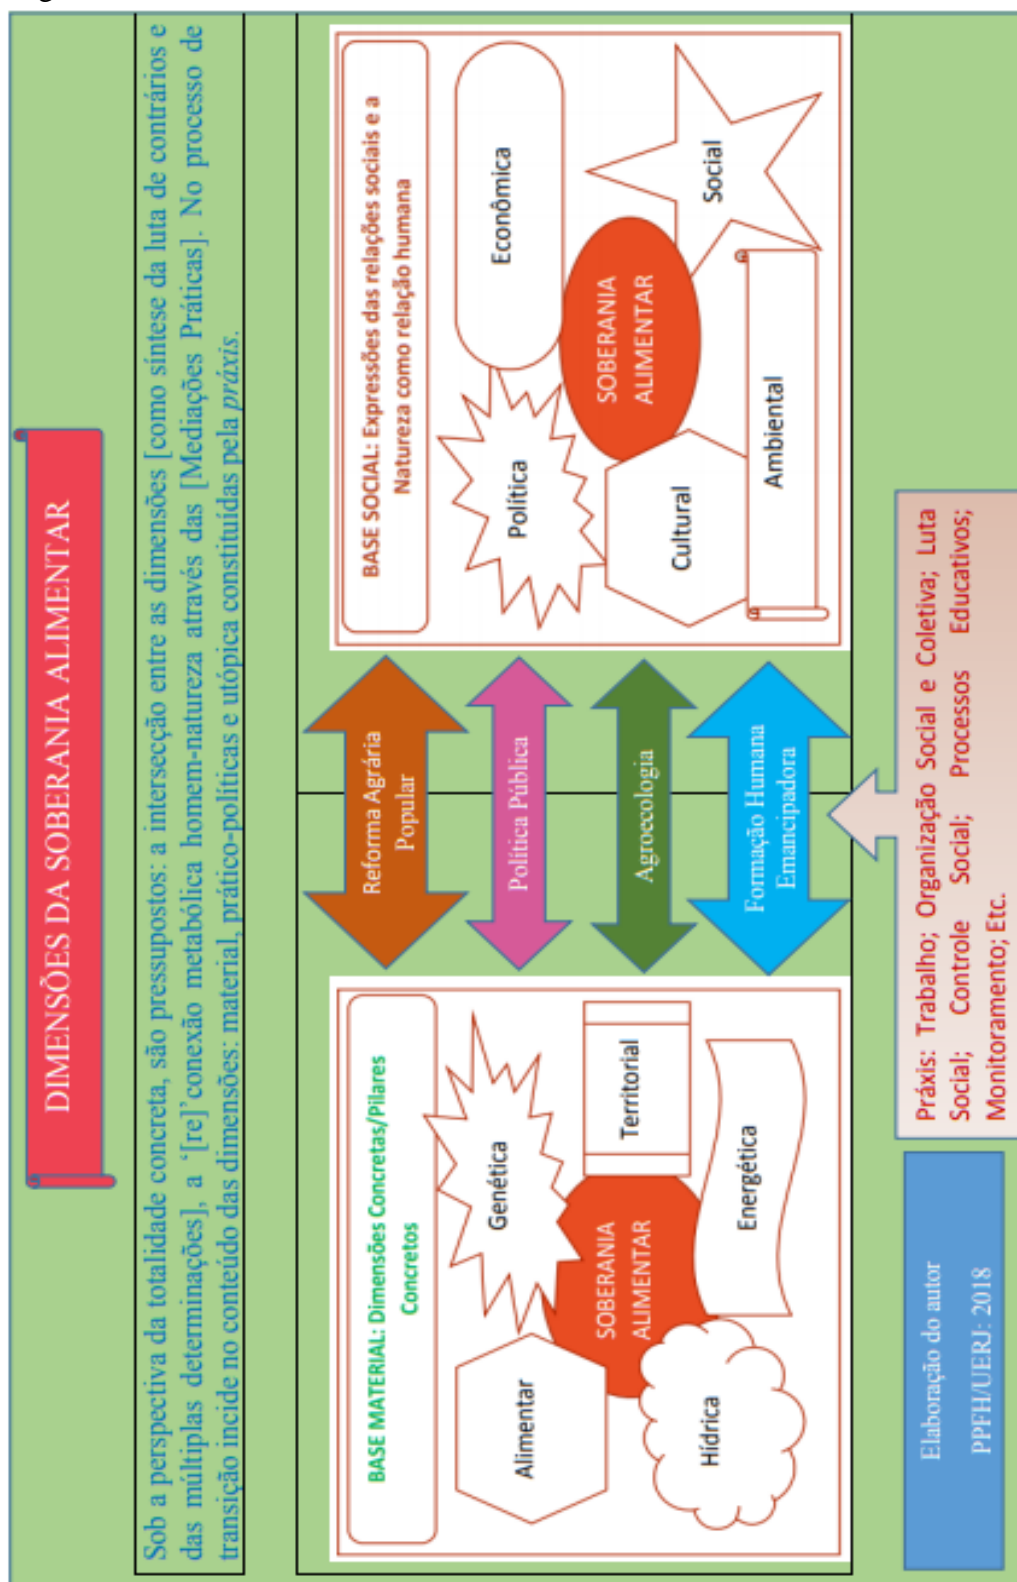 DIMENSÕES DA SOBERANIA ALIMENTAR
Sob a perspectiva da totalidade concreta, são pressupostos: a intersecção entre as dimensões [como síntese da luta de contrários e
das múltiplas determinações], a ‘[re]’conexão metabólica homem-natureza através das [Mediações Práticas]. No processo de
transição incide no conteúdo das dimensões: material, prático-políticas e utópica constituídas pela práxis.
BASE MATERIAL: Dimensões Concretas/Pilares
Concretos
Alimentar
Genética
SOBERANIA
ALIMENTAR
Territorial
Hídrica
Energética
Reforma Agrária
Popular
Política Pública
Agroecologia
Formação Humana
Emancipadora
BASE SOCIAL: Expressões das relações sociais e a
Natureza como relação humana
Política
Econômica
SOBERANIA
ALIMENTAR
Cultural
Social
Ambiental
Elaboração do autor
PPFH/UERJ: 2018
Práxis: Trabalho; Organização Social e Coletiva; Luta
Social; Controle Social; Processos Educativos;
Monitoramento; Etc.